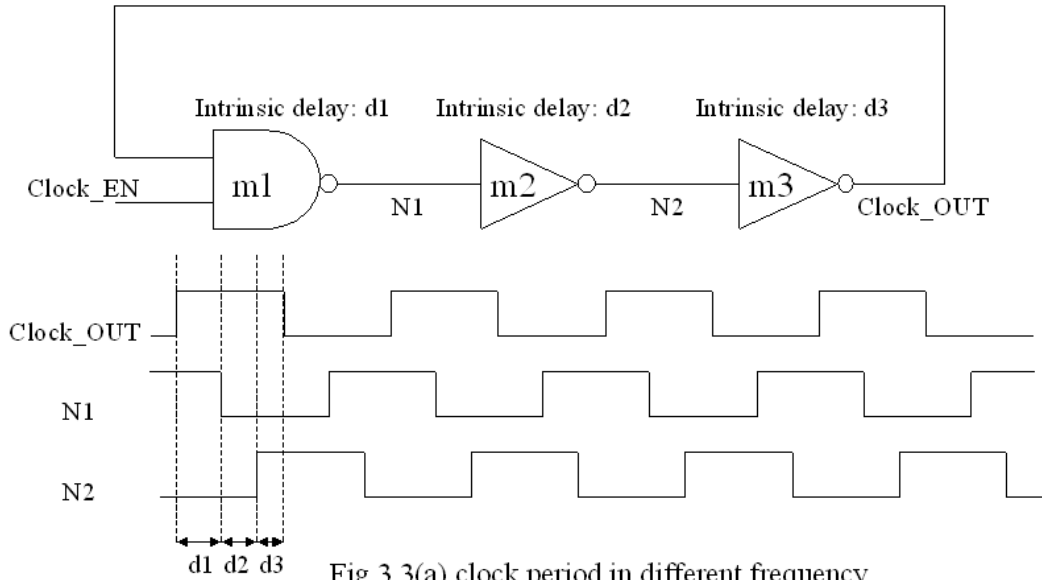 Intrinsic delay: d1 Intrinsic delay: d2 Intrinsic delay: d3
Clock_EN m1 m2 m3
N1 N2 Clock_OUT
Clock_OUT
N1
N2
d1 d2 d3
Fig 3.3(a) clock period in different frequency